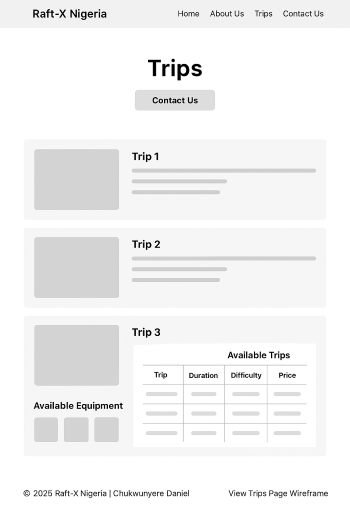 Raft-X Nigeria Home About Us Trips Contact Us
Trips
Contact Us
Trip 1
Trip 2
Trip 3
Available Trips
Trip Duration Difficulty Price
Available Equipment
© 2025 Raft-X Nigeria | Chukwunyere Daniel View Trips Page Wireframe